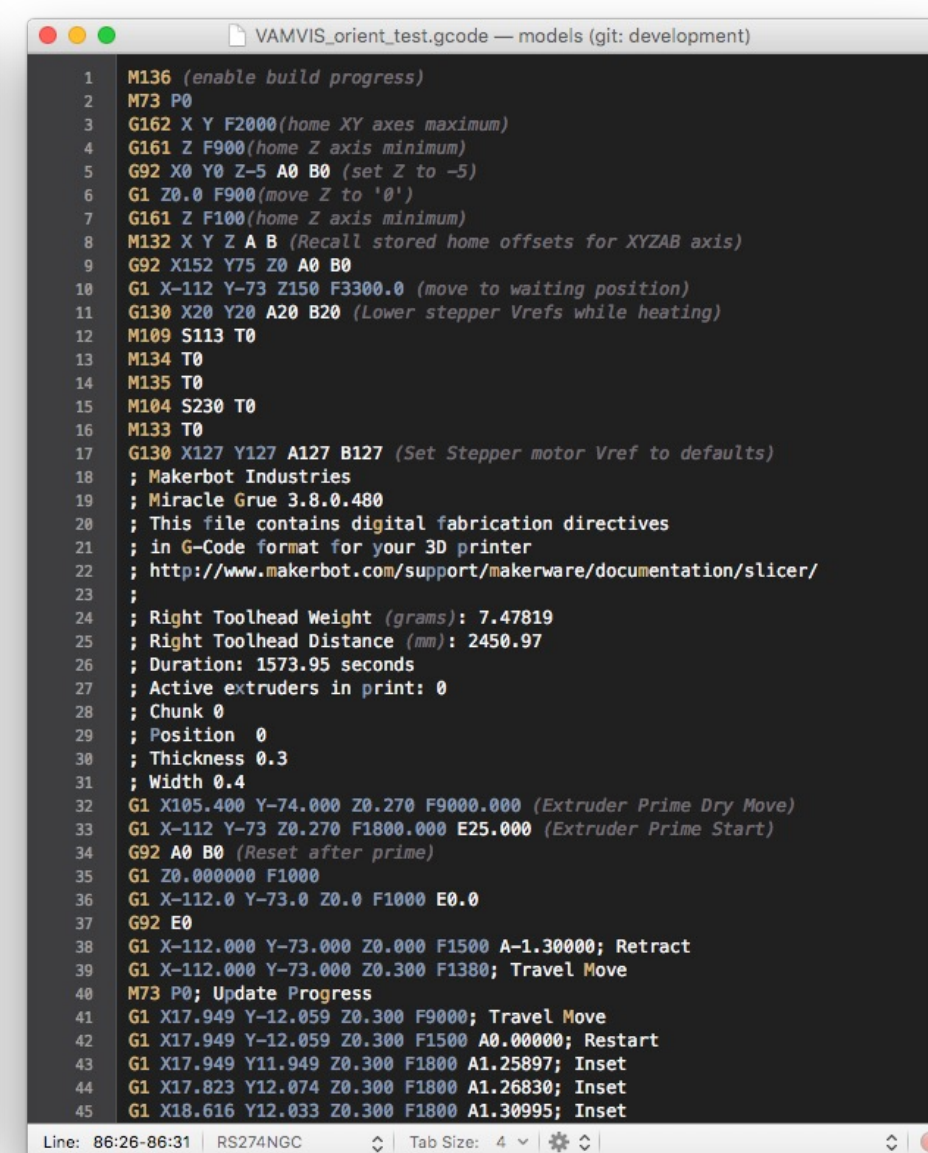 VAMVIS_orient_test.gcode — models (git: development)
1 M136 (enable build progress)
2 M73 P0
3 G162 X Y F2000(home XY axes maximum)
4 G161 Z F900(home Z axis minimum)
5 G92 X0 Y0 Z-5 A0 B0 (set Z to -5)
6 G1 Z0.0 F900(move Z to '0')
7 G161 Z F100(home Z axis minimum)
8 M132 X Y Z A B (Recall stored home offsets for XYZAB axis)
9 G92 X152 Y75 Z0 A0 B0
10 G1 X-112 Y-73 Z150 F3300.0 (move to waiting position)
11 G130 X20 Y20 A20 B20 (Lower stepper Vrefs while heating)
12 M109 S113 T0
13 M134 T0
14 M135 T0
15 M104 S230 T0
16 M133 T0
17 G130 X127 Y127 A127 B127 (Set Stepper motor Vref to defaults)
18 ; Makerbot Industries
19 ; Miracle Grue 3.8.0.480
20 ; This file contains digital fabrication directives
21 ; in G-Code format for your 3D printer
22 ; http://www.makerbot.com/support/makerware/documentation/slicer/
23 ;
24 ; Right Toolhead Weight (grams): 7.47819
25 ; Right Toolhead Distance (mm): 2450.97
26 ; Duration: 1573.95 seconds
27 ; Active extruders in print: 0
28 ; Chunk 0
29 ; Position  0
30 ; Thickness 0.3
31 ; Width 0.4
32 G1 X105.400 Y-74.000 Z0.270 F9000.000 (Extruder Prime Dry Move)
33 G1 X-112 Y-73 Z0.270 F1800.000 E25.000 (Extruder Prime Start)
34 G92 A0 B0 (Reset after prime)
35 G1 Z0.000000 F1000
36 G1 X-112.0 Y-73.0 Z0.0 F1000 E0.0
37 G92 E0
38 G1 X-112.000 Y-73.000 Z0.000 F1500 A-1.30000; Retract
39 G1 X-112.000 Y-73.000 Z0.300 F1380; Travel Move
40 M73 P0; Update Progress
41 G1 X17.949 Y-12.059 Z0.300 F9000; Travel Move
42 G1 X17.949 Y-12.059 Z0.300 F1500 A0.00000; Restart
43 G1 X17.949 Y11.949 Z0.300 F1800 A1.25897; Inset
44 G1 X17.823 Y12.074 Z0.300 F1800 A1.26830; Inset
45 G1 X18.616 Y12.033 Z0.300 F1800 A1.30995; Inset
Line: 86:26-86:31 RS274NGC Tab Size: 4